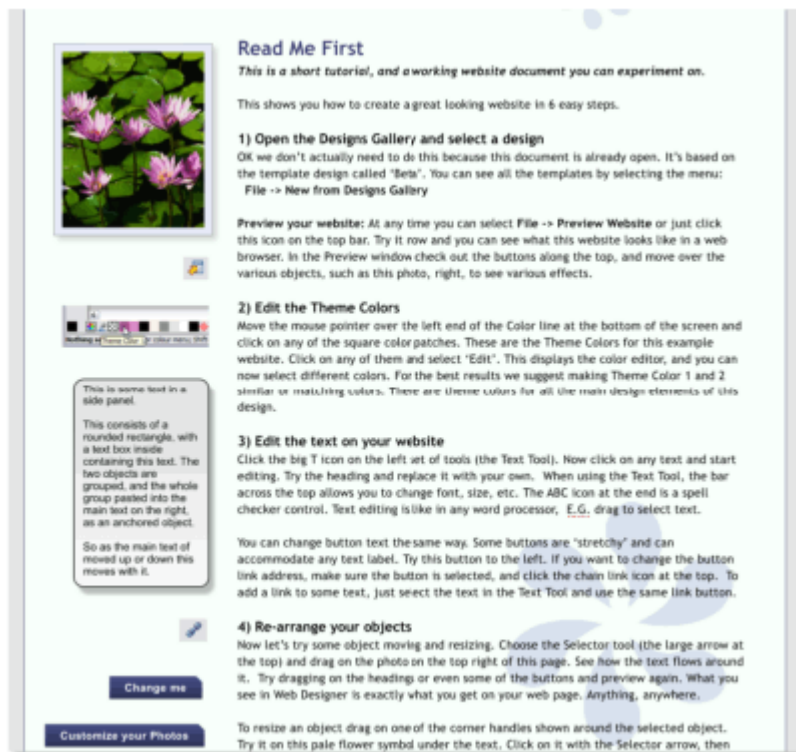 Read Me First
This is a short tutorial, and a working website document you can experiment on.
This shows you how to create a great looking website in 6 easy steps.
1) Open the Designs Gallery and select a design
OK we don't actually need to do this because this document is already open. It's based on
the template design called "Beta". You can see all the templates by selecting the menu:
File -> New from Designs Gallery
Preview your website: At any time you can select File -> Preview Website or just click
this icon on the top bar. Try it now and you can see what this website looks like in a web
browser. In the Preview window check out the buttons along the top, and move over the
various objects, such as this photo, right, to see various effects.
2) Edit the Theme Colors
Move the mouse pointer over the left end of the Color line at the bottom of the screen and
click on any of the square color patches. These are the Theme Colors for this example
website. Click on any of them and select "Edit". This displays the color editor, and you can
now select different colors. For the best results we suggest making Theme Color 1 and 2
similar or matching colors. There are theme colors for all the main design elements of this
design.
3) Edit the text on your website
Click the big T icon on the left set of tools (the Text Tool). Now click on any text and start
editing. Try the heading and replace it with your own. When using the Text Tool, the bar
across the top allows you to change font, size, etc. The ABC icon at the end is a spell
checker control. Text editing is like in any word processor, E.G. drag to select text.
You can change button text the same way. Some buttons are "stretchy" and can
accommodate any text label. Try this button to the left. If you want to change the button
link address, make sure the button is selected, and click the chain link icon at the top. To
add a link to some text, just select the text in the Text Tool and use the same link button.
4) Re-arrange your objects
Now let's try some object moving and resizing. Choose the Selector tool (the large arrow at
the top) and drag on the photo on the top right of this page. See how the text flows around
it. Try dragging on the headings or even some of the buttons and preview again. What you
see in Web Designer is exactly what you get on your web page. Anything, anywhere.
To resize an object drag on one of the corner handles shown around the selected object.
Try it on this pale flower symbol under the text. Click on it with the Selector arrow, then
Theme Color
colour menu; Shift
This is some text in a
side panel.
This consists of a
rounded rectangle, with
a text box inside
containing this text. The
two objects are
grouped, and the whole
group pasted into the
main text on the right,
as an anchored object.
So as the main text of
moved up or down this
moves with it.
Change me
Customize your Photos